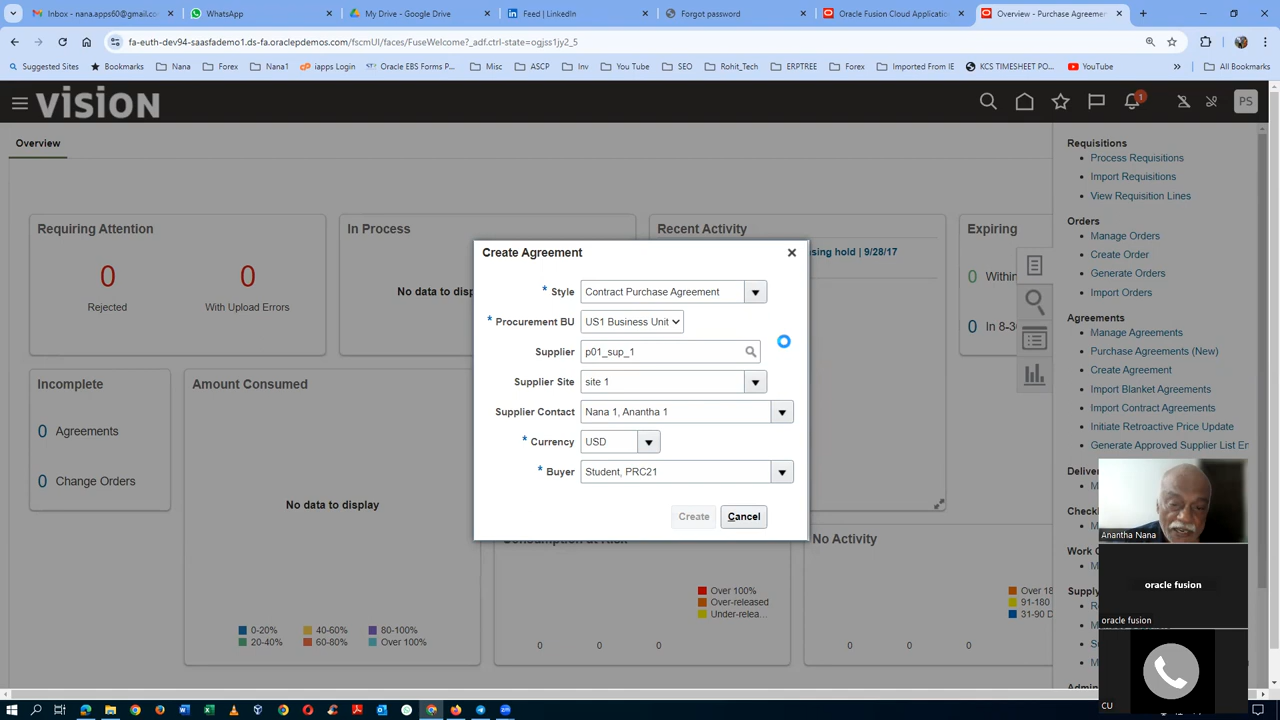 Inbox - nana.apps60@gmail.co
WhatsApp
My Drive - Google Drive
Feed | LinkedIn
Forgot password
Oracle Fusion Cloud Application
Overview - Purchase Agreemen
fa-euth-dev94-saasfademo1.ds-fa.oraclepdemos.com/fscmUI/faces/FuseWelcome?_adf.ctrl-state=ogjss1jy2_5
Suggested Sites
Bookmarks
Nana
Forex
Nana1
iapps Login
Oracle EBS Forms P...
Misc
ASCP
Inv
You Tube
SEO
Rohit_Tech
ERPTREE
Forex
Imported From IE
KCS TIMESHEET PO...
YouTube
»
All Bookmarks
VISION
1
PS
Overview
Requiring Attention
0
Rejected
0
With Upload Errors
In Process
No data to disp
Recent Activity
sing hold | 9/28/17
Expiring
0 Within
0 In 8-3
Incomplete
0 Agreements
0 Change Orders
Amount Consumed
No data to display
0-20%
40-60%
80-100%
20-40%
60-80%
Over 100%
Create Agreement
* Style
Contract Purchase Agreement
* Procurement BU
US1 Business Unit
Supplier
p01_sup_1
Supplier Site
site 1
Supplier Contact
Nana 1, Anantha 1
* Currency
USD
* Buyer
Student, PRC21
Create
Cancel
Consumption at Risk
Over 100%
Over-released
Under-relea...
0
0
0
No Activity
Over 18
91-180
31-90 D
0
0
0
Requisitions
Process Requisitions
Import Requisitions
View Requisition Lines
Orders
Manage Orders
Create Order
Generate Orders
Import Orders
Agreements
Manage Agreements
Purchase Agreements (New)
Create Agreement
Import Blanket Agreements
Import Contract Agreements
Initiate Retroactive Price Update
Generate Approved Supplier List En
Deliver
Check
Work C
Supply
Admin
Anantha Nana
oracle fusion
oracle fusion
CU